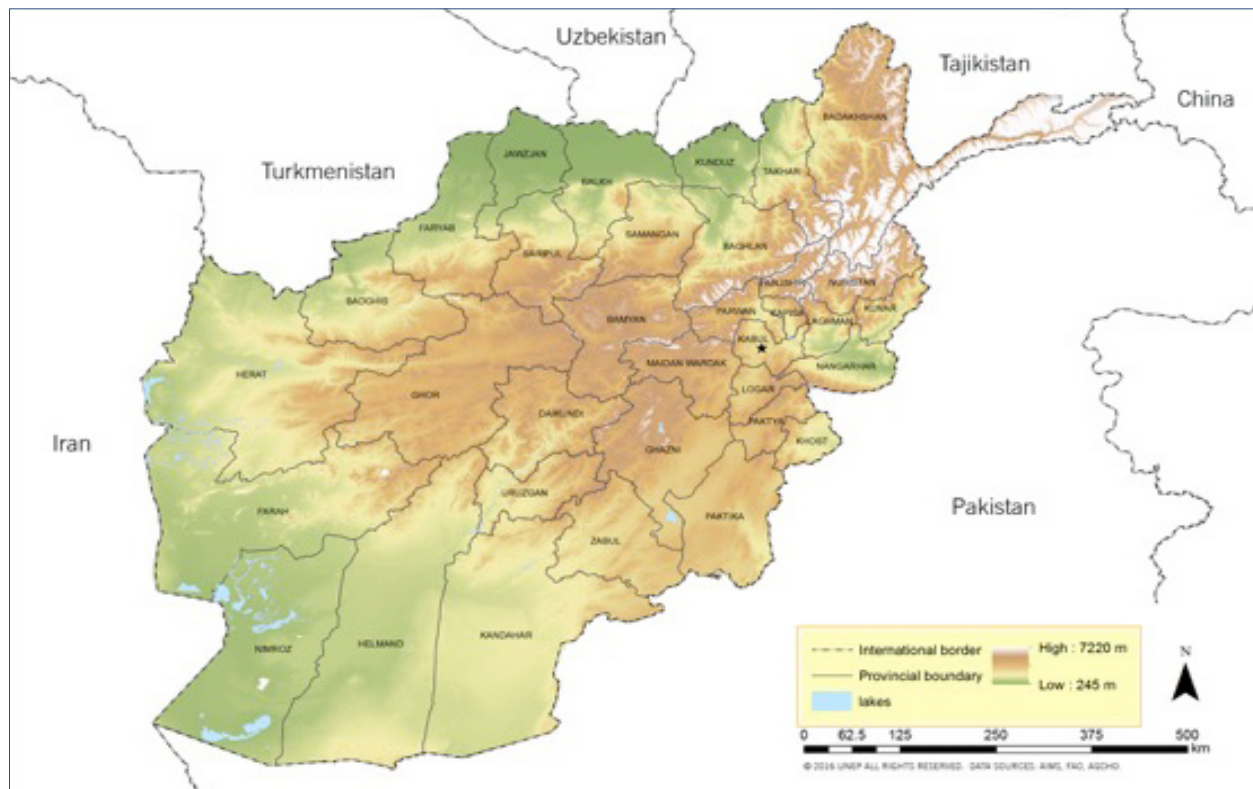 Uzbekistan
Tajikistan
China
Turkmenistan
BADAKHSHAN
JAWZJAN
BALKH
KUNDUZ
TAKHAR
FARYAB
SAMANGAN
BAGHLAN
SARIPUL
BADGHIS
PANJSHIR
NURISTAN
BAMYAN
PARWAN
KAPISA
LAGHMAN
KUNAR
KABUL
HERAT
MAIDAN WARDAK
NANGARHAR
GHOR
LOGAR
DAIKUNDI
PAKTYA
Iran
KHOST
GHAZNI
URUZGAN
Pakistan
FARAH
PAKTIKA
ZABUL
KANDAHAR
HELMAND
NIMROZ
International border
Provincial boundary
lakes
High : 7220 m
Low : 245 m
N
0 62.5 125 250 375 500
km
© 2016 UNEP ALL RIGHTS RESERVED. DATA SOURCES: AIMS, FAO, AGCHO.